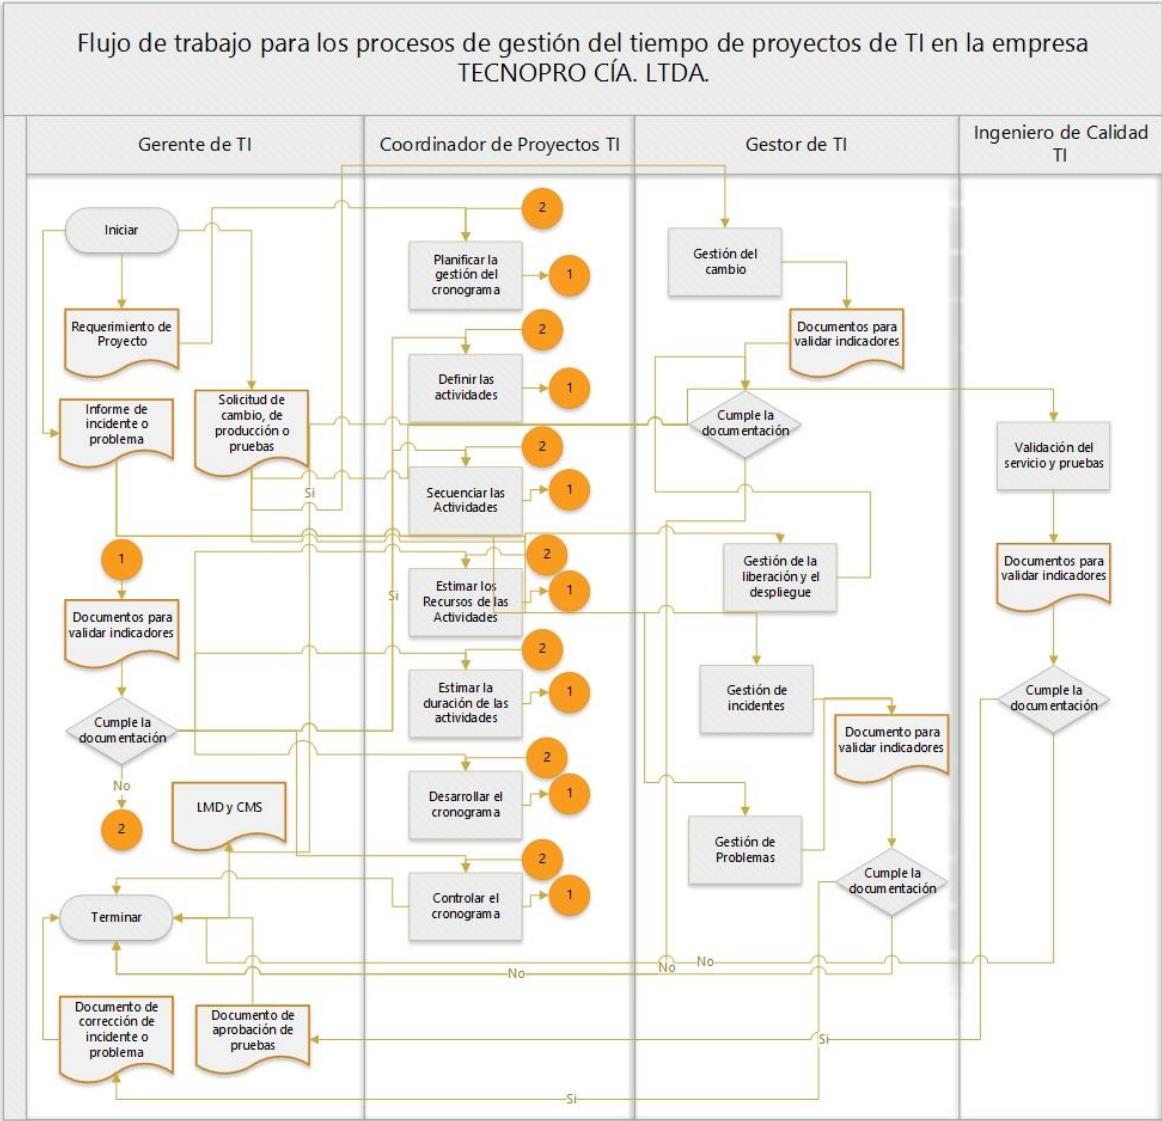 Flujo de trabajo para los procesos de gestión del tiempo de proyectos de TI en la empresa
TECNOPRO CÍA. LTDA.
Gerente de TI
Coordinador de Proyectos TI
Gestor de TI
Ingeniero de Calidad
TI
Iniciar
Requerimiento de
Proyecto
Informe de
incidente o
problema
Solicitud de
cambio, de
producción o
pruebas
Si
1
Documentos para
validar indicadores
Cumple la
documentación
No
2
LMD y CMS
Terminar
Documento de
corrección de
incidente o
problema
Documento de
aprobación de
pruebas
2
Planificar la
gestión del
cronograma
1
2
Definir las
actividades
1
2
Secuenciar las
Actividades
1
2
Si
Estimar los
Recursos de las
Actividades
1
2
Estimar la
duración de las
actividades
1
2
Desarrollar el
cronograma
1
2
Controlar el
cronograma
1
No
Si
Gestión del
cambio
Documentos para
validar indicadores
Cumple la
documentación
Gestión de la
liberación y el
despliegue
Gestión de
incidentes
Documento para
validar indicadores
Gestión de
Problemas
Cumple la
documentación
No
No
Si
Validación del
servicio y pruebas
Documentos para
validar indicadores
Cumple la
documentación